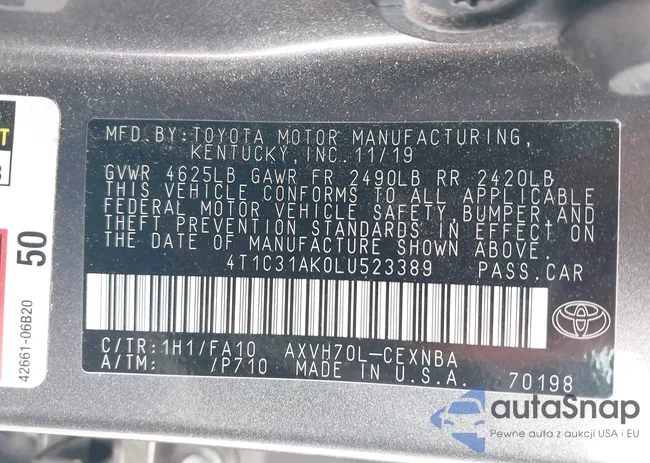 MFD.BY:TOYOTA MOTOR MANUFACTURING,
KENTUCKY,INC.11/19
GVWR 4625LB GAWR FR 2490LB RR 2420LB
THIS VEHICLE CONFORMS TO ALL APPLICABLE
FEDERAL MOTOR VEHICLE SAFETY,BUMPER,AND
THEFT PREVENTION STANDARDS IN EFFECT ON
THE DATE OF MANUFACTURE SHOWN ABOVE.
4T1C31AK0LU523389 PASS.CAR
C/TR:1H1/FA10 AXVH70L-CEXNBA
A/TM: /P710 MADE IN U.S.A. 70198
50
42661-06B20
autaSnap
Pewne auta z aukcji USA i EU